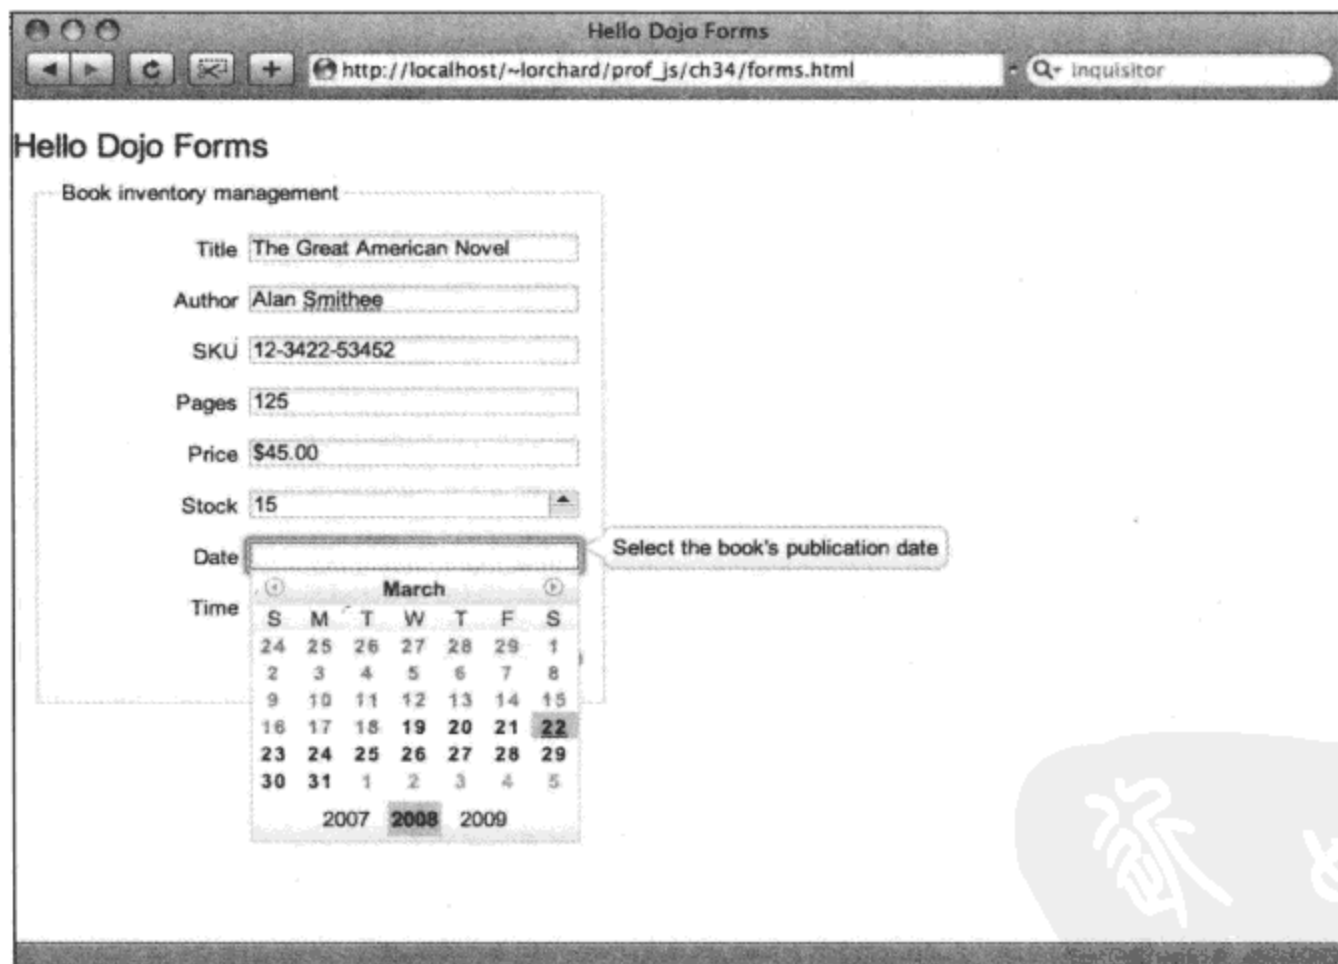 Hello Dojo Forms
http://localhost/~lorchard/prof_js/ch34/forms.html
Inquisitor
Hello Dojo Forms
Book inventory management
Title The Great American Novel
Author Alan Smithee
SKU 12-3422-53452
Pages 125
Price $45.00
Stock 15
Date
Select the book's publication date
March
Time
S M T W T F S
24 25 26 27 28 29 1
2 3 4 5 6 7 8
9 10 11 12 13 14 15
16 17 18 19 20 21 22
23 24 25 26 27 28 29
30 31 1 2 3 4 5
2007 2008 2009